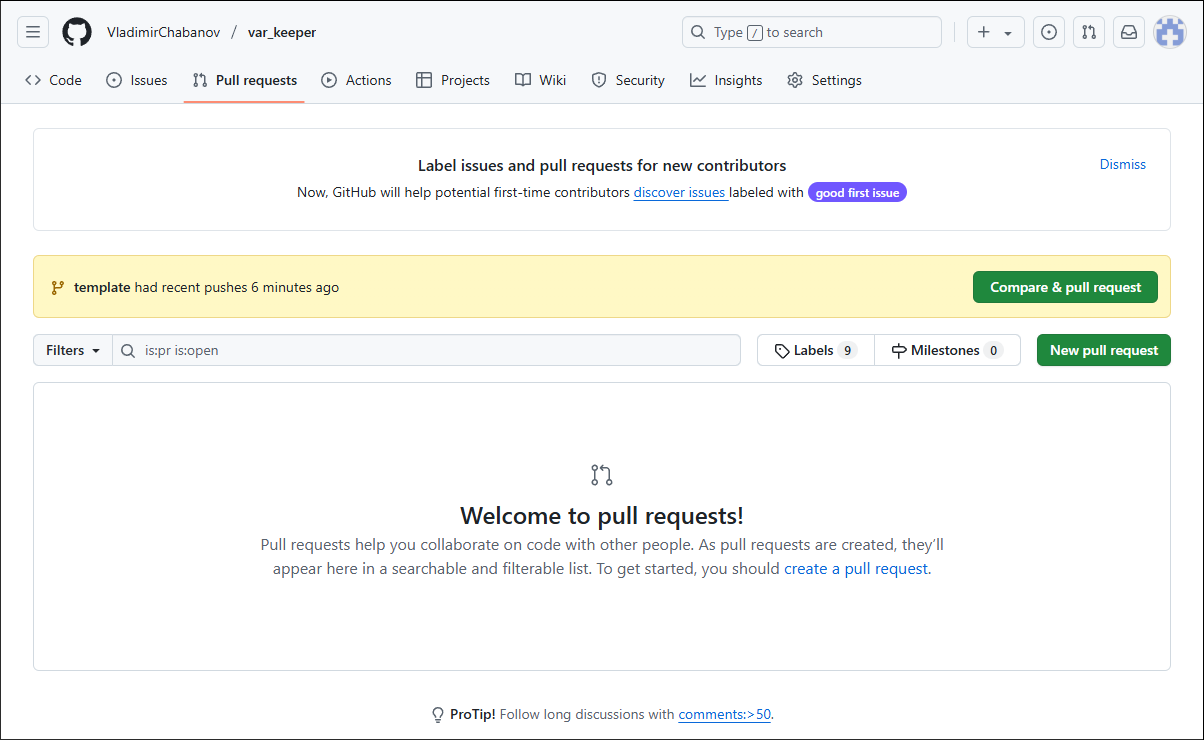 VladimirChabanov / var_keeper
Type / to search
Code Issues Pull requests Actions Projects Wiki Security Insights Settings
Label issues and pull requests for new contributors
Dismiss
Now, GitHub will help potential first-time contributors discover issues labeled with good first issue
template had recent pushes 6 minutes ago
Compare & pull request
Filters
is:pr is:open
Labels 9
Milestones 0
New pull request
Welcome to pull requests!
Pull requests help you collaborate on code with other people. As pull requests are created, they’ll
appear here in a searchable and filterable list. To get started, you should create a pull request.
ProTip! Follow long discussions with comments:>50.